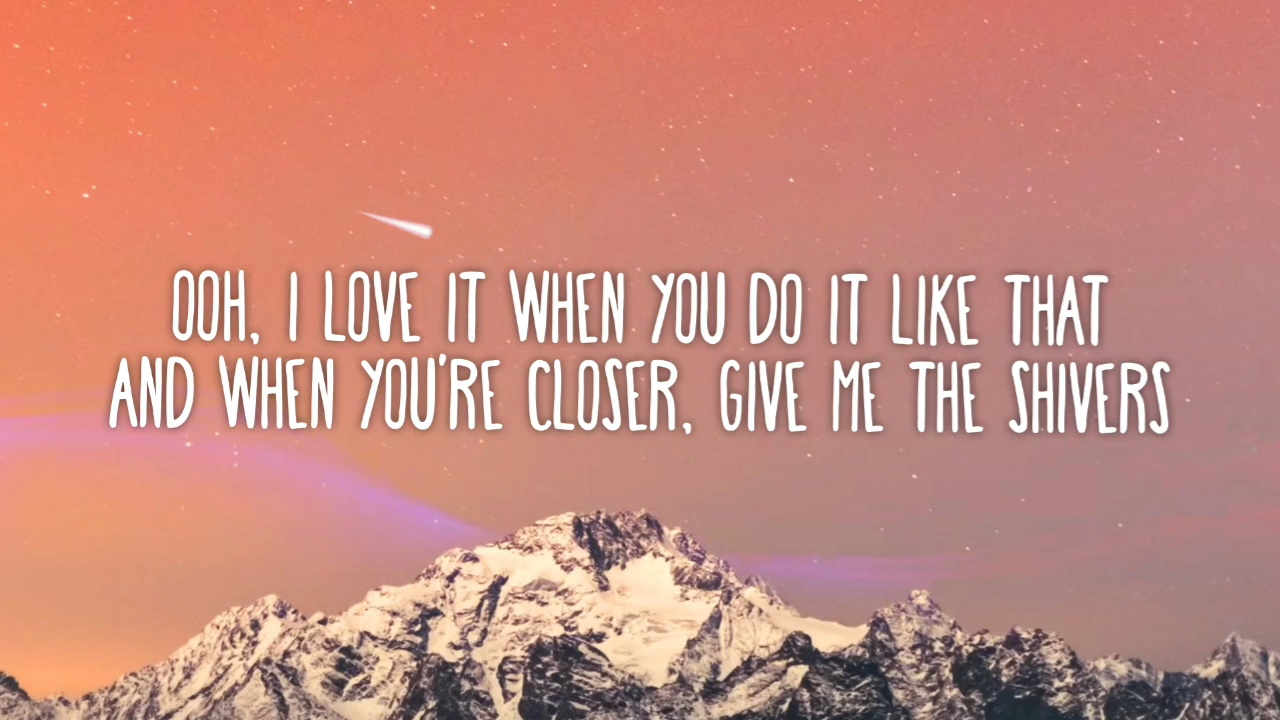 OOH, I LOVE IT WHEN YOU DO IT LIKE THAT
AND WHEN YOU'RE CLOSER, GIVE ME THE SHIVERS